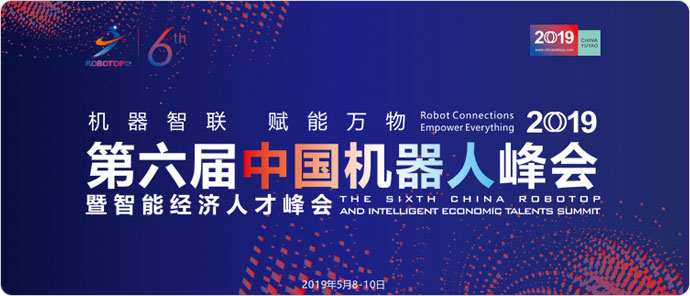 ROBOTOP
6th
2019
CHINA
YUYAO
www.chinarobtop.com
机器智联 赋能万物
Robot Connections
Empower Everything
2019
第六届中国机器人峰会
暨智能经济人才峰会
THE SIXTH CHINA ROBOTOP
AND INTELLIGENT ECONOMIC TALENTS SUMMIT
2019年5月8-10日